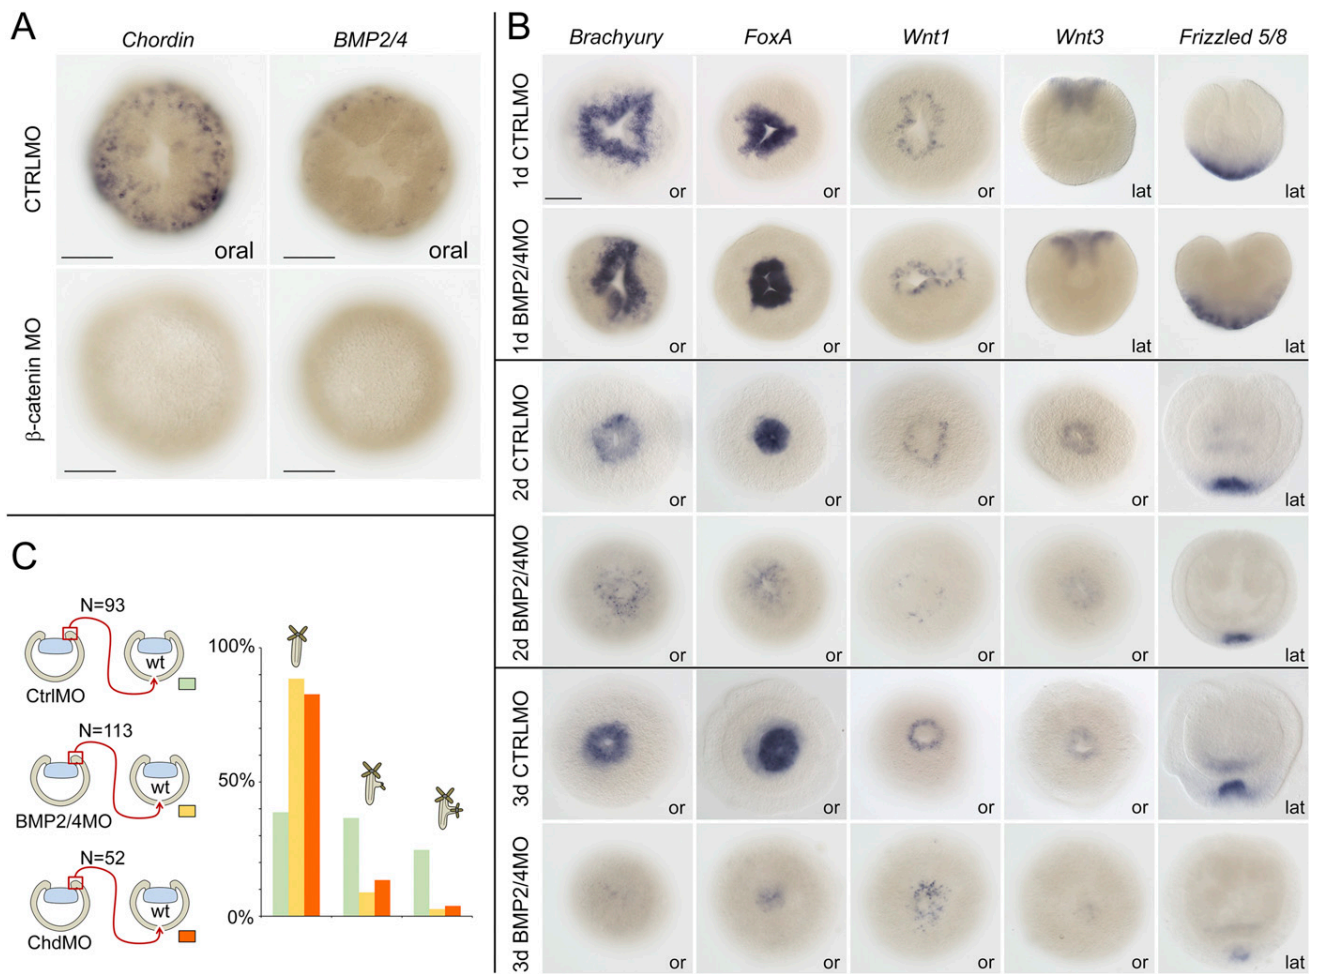 A
Chordin
BMP2/4
CTRLMO
oral
oral
β-catenin MO
B
Brachyury
FoxA
Wnt1
Wnt3
Frizzled 5/8
1d CTRLMO
or
or
or
lat
lat
1d BMP2/4MO
or
or
or
lat
lat
2d CTRLMO
or
or
or
or
lat
2d BMP2/4MO
or
or
or
or
lat
3d CTRLMO
or
or
or
or
lat
3d BMP2/4MO
or
or
or
or
lat
C
N=93
wt
CtrlMO
N=113
wt
BMP2/4MO
N=52
wt
ChdMO
100%
50%
0%